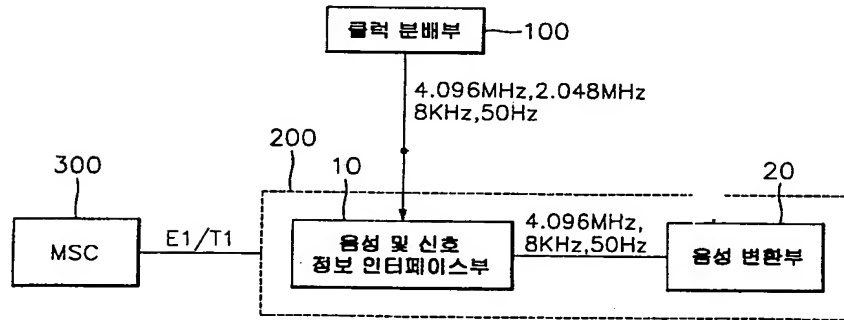 클럭 분배부
100
4.096MHz,2.048MHz
8KHz,50Hz
200
300
10
20
MSC
E1/T1
음성 및 신호
정보 인터페이스부
4.096MHz,
8KHz,50Hz
음성 변환부